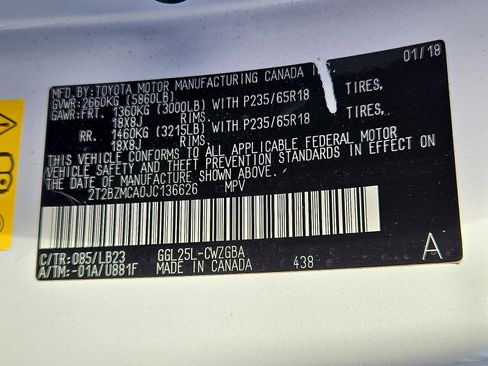 MFD. BY: TOYOTA MOTOR MANUFACTURING CANADA IN 01/18
GVWR: 2660KG (5860LB)
GAWR: FRT. 1360KG (3000LB) WITH P235/65R18 TIRES,
18X8J RIMS.
RR. 1460KG (3215LB) WITH P235/65R18 TIRES,
18X8J RIMS.
THIS VEHICLE CONFORMS TO ALL APPLICABLE FEDERAL MOTOR
VEHICLE SAFETY AND THEFT PREVENTION STANDARDS IN EFFECT ON
THE DATE OF MANUFACTURE SHOWN ABOVE.
2T2BZMCA0JC136626 MPV
C/TR: 085/LB23 GGL25L-CWZGBA
A/TM: -01A/U881F MADE IN CANADA 438 A